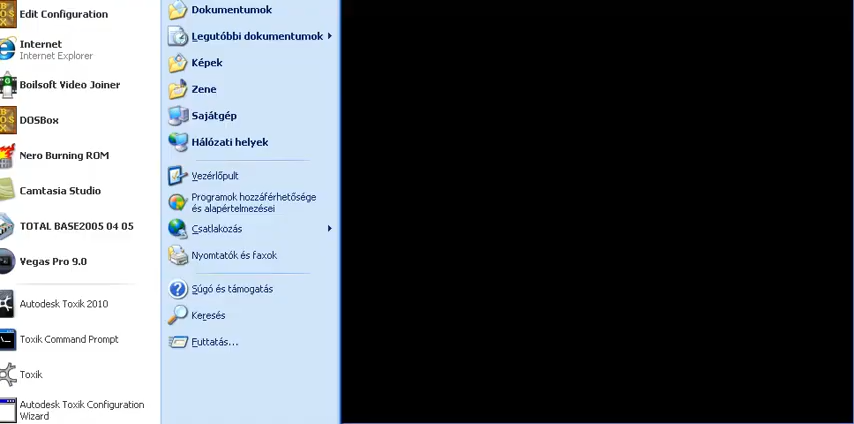 Edit Configuration
Internet
Internet Explorer
Boilsoft Video Joiner
DOSBox
Nero Burning ROM
Camtasia Studio
TOTAL BASE2005 04 05
Vegas Pro 9.0
Autodesk Toxik 2010
Toxik Command Prompt
Toxik
Autodesk Toxik Configuration
Wizard
Dokumentumok
Legutóbbi dokumentumok
Képek
Zene
Sajátgép
Hálózati helyek
Vezérlőpult
Programok hozzáférhetősége
és alapértelmezései
Csatlakozás
Nyomtatók és faxok
Súgó és támogatás
Keresés
Futtatás...